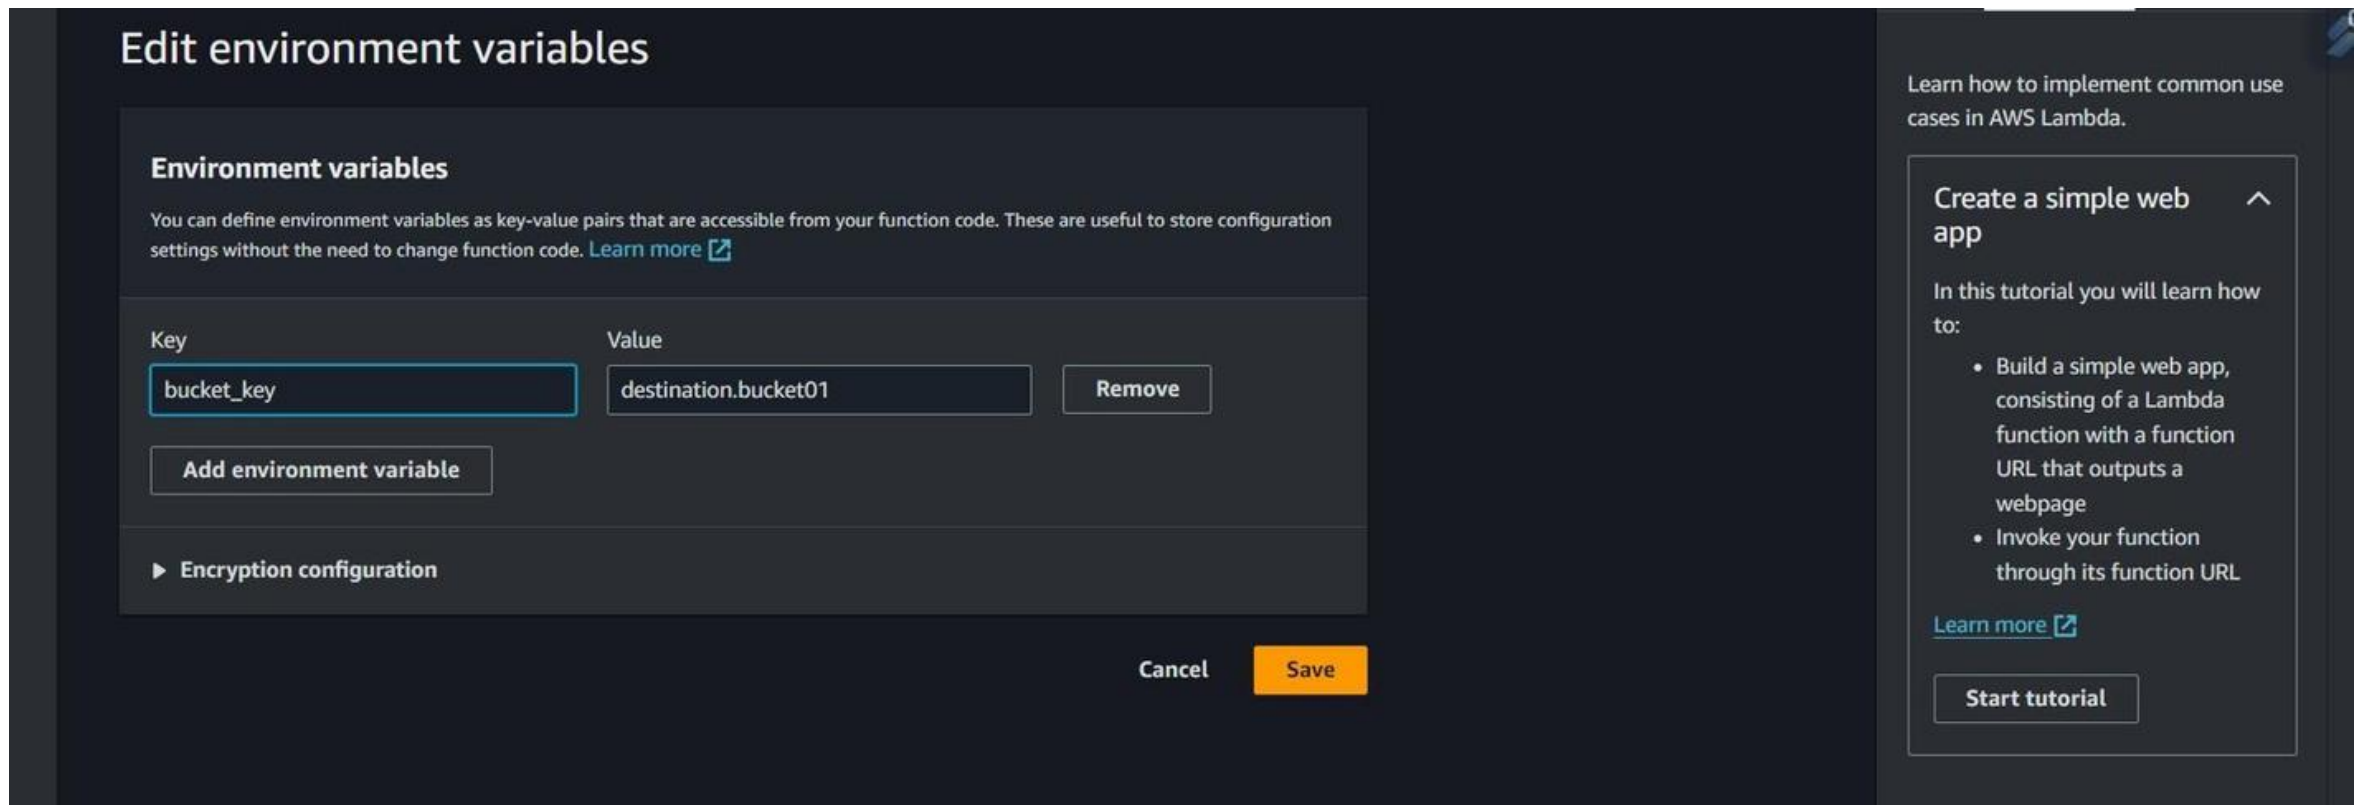 Edit environment variables
Environment variables
You can define environment variables as key-value pairs that are accessible from your function code. These are useful to store configuration
settings without the need to change function code. Learn more
Key
Value
bucket_key
destination.bucket01
Remove
Add environment variable
Encryption configuration
Cancel
Save
Learn how to implement common use
cases in AWS Lambda.
Create a simple web
app
In this tutorial you will learn how
to:
• Build a simple web app,
consisting of a Lambda
function with a function
URL that outputs a
webpage
• Invoke your function
through its function URL
Learn more
Start tutorial